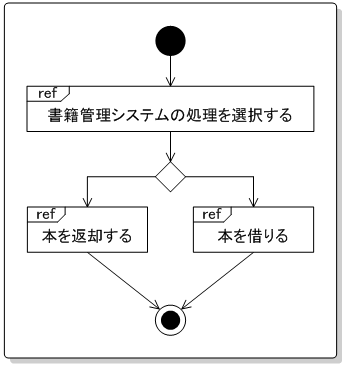 ref
書籍管理システムの処理を選択する
ref
本を返却する
ref
本を借りる